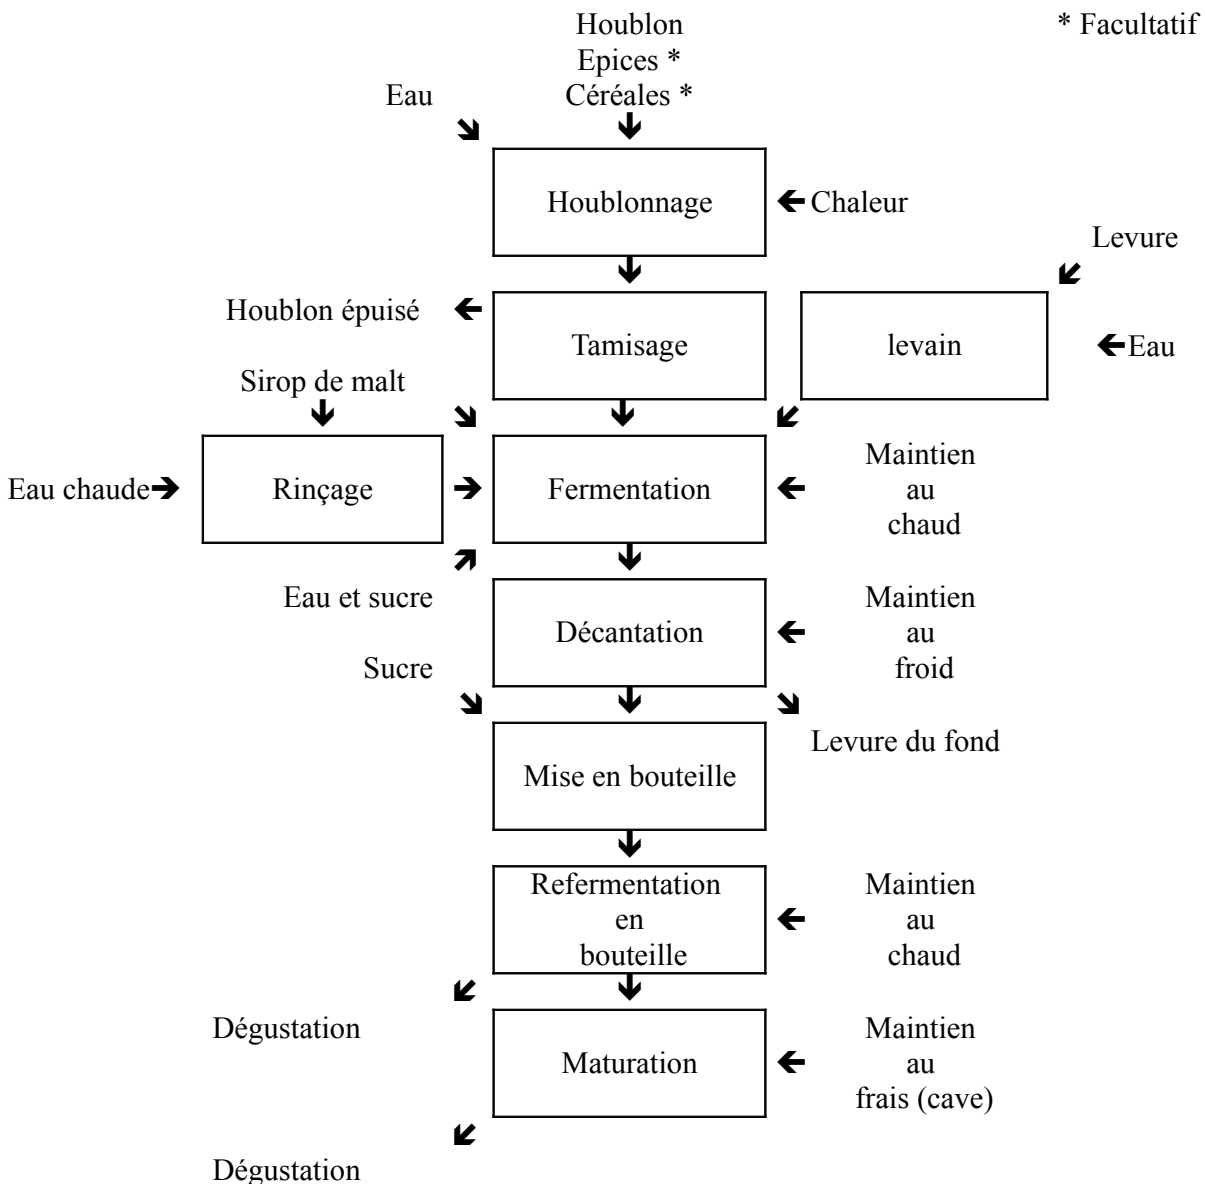 Houblon
* Facultatif
Epices *
Eau
Céréales *
Houblonnage
Chaleur
Levure
Houblon épuisé
Tamisage
levain
Eau
Sirop de malt
Eau chaude
Rinçage
Fermentation
Maintien
au
chaud
Eau et sucre
Décantation
Maintien
au
froid
Sucre
Levure du fond
Mise en bouteille
Refermentation
en
bouteille
Maintien
au
chaud
Dégustation
Maturation
Maintien
au
frais (cave)
Dégustation